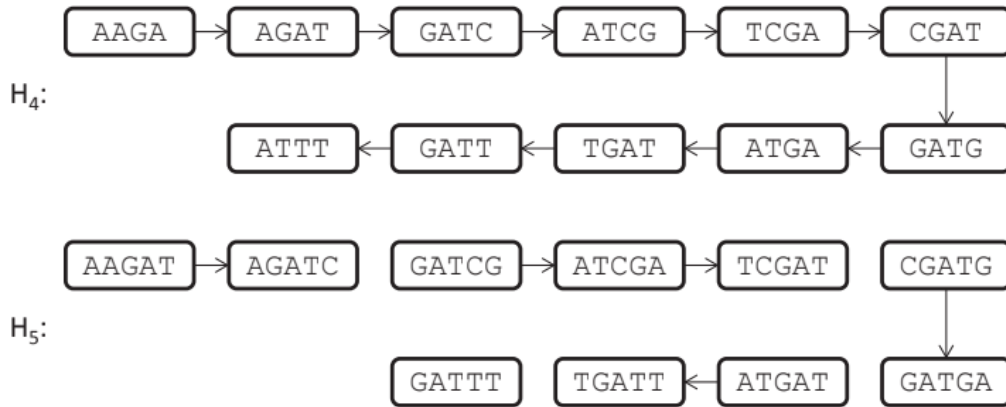 AAGA AGAT GATC ATCG TCGA CGAT
H₄:
ATTT GATT TGAT ATGA GATG
AAGAT AGATC GATCG ATCGA TCGAT CGATG
H₅:
GATTT TGATT ATGAT GATGA